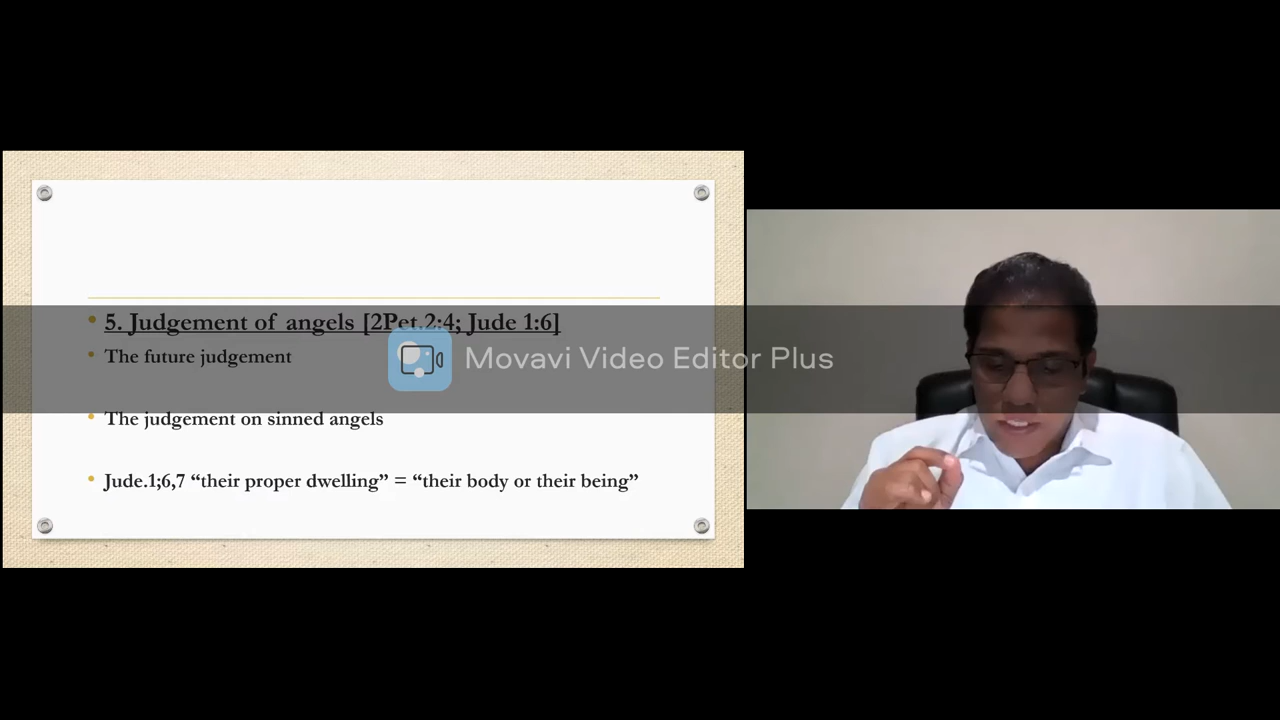 • 5. Judgement of angels [2Pet.2:4; Jude 1:6]
• The future judgement
Movavi Video Editor Plus
• The judgement on sinned angels
• Jude.1;6,7 “their proper dwelling” = “their body or their being”